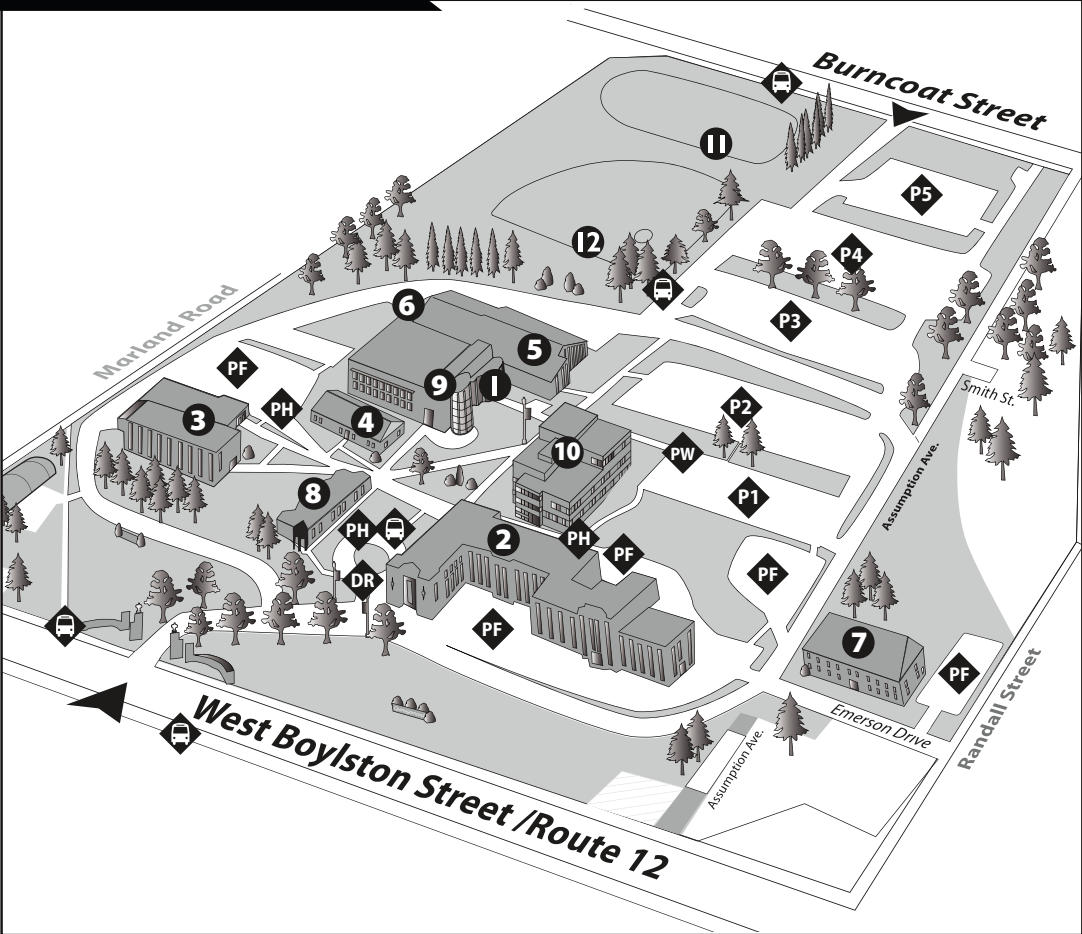 Burncoat Street
11
P5
12
P4
Marland Road
6
P3
5
PF
9
1
Smith St.
PH
3
4
P2
10
PW
Assumption Ave.
8
P1
PH
2
PH
PF
DR
PF
PF
7
PF
West Boylston Street /Route 12
Emerson Drive
Randall Street
Assumption Ave.